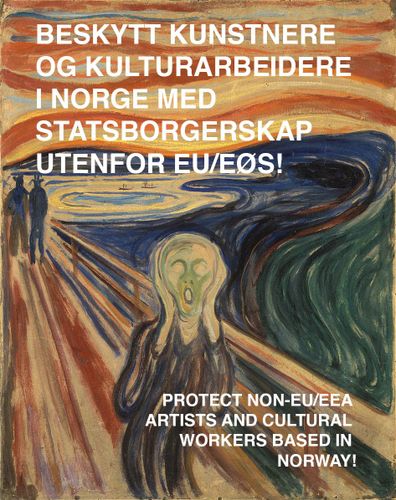 BESKYTT KUNSTNERE
OG KULTURARBEIDERE
I NORGE MED
STATSBORGERSKAP
UTENFOR EU/EØS!
PROTECT NON-EU/EEA
ARTISTS AND CULTURAL
WORKERS BASED IN
NORWAY!